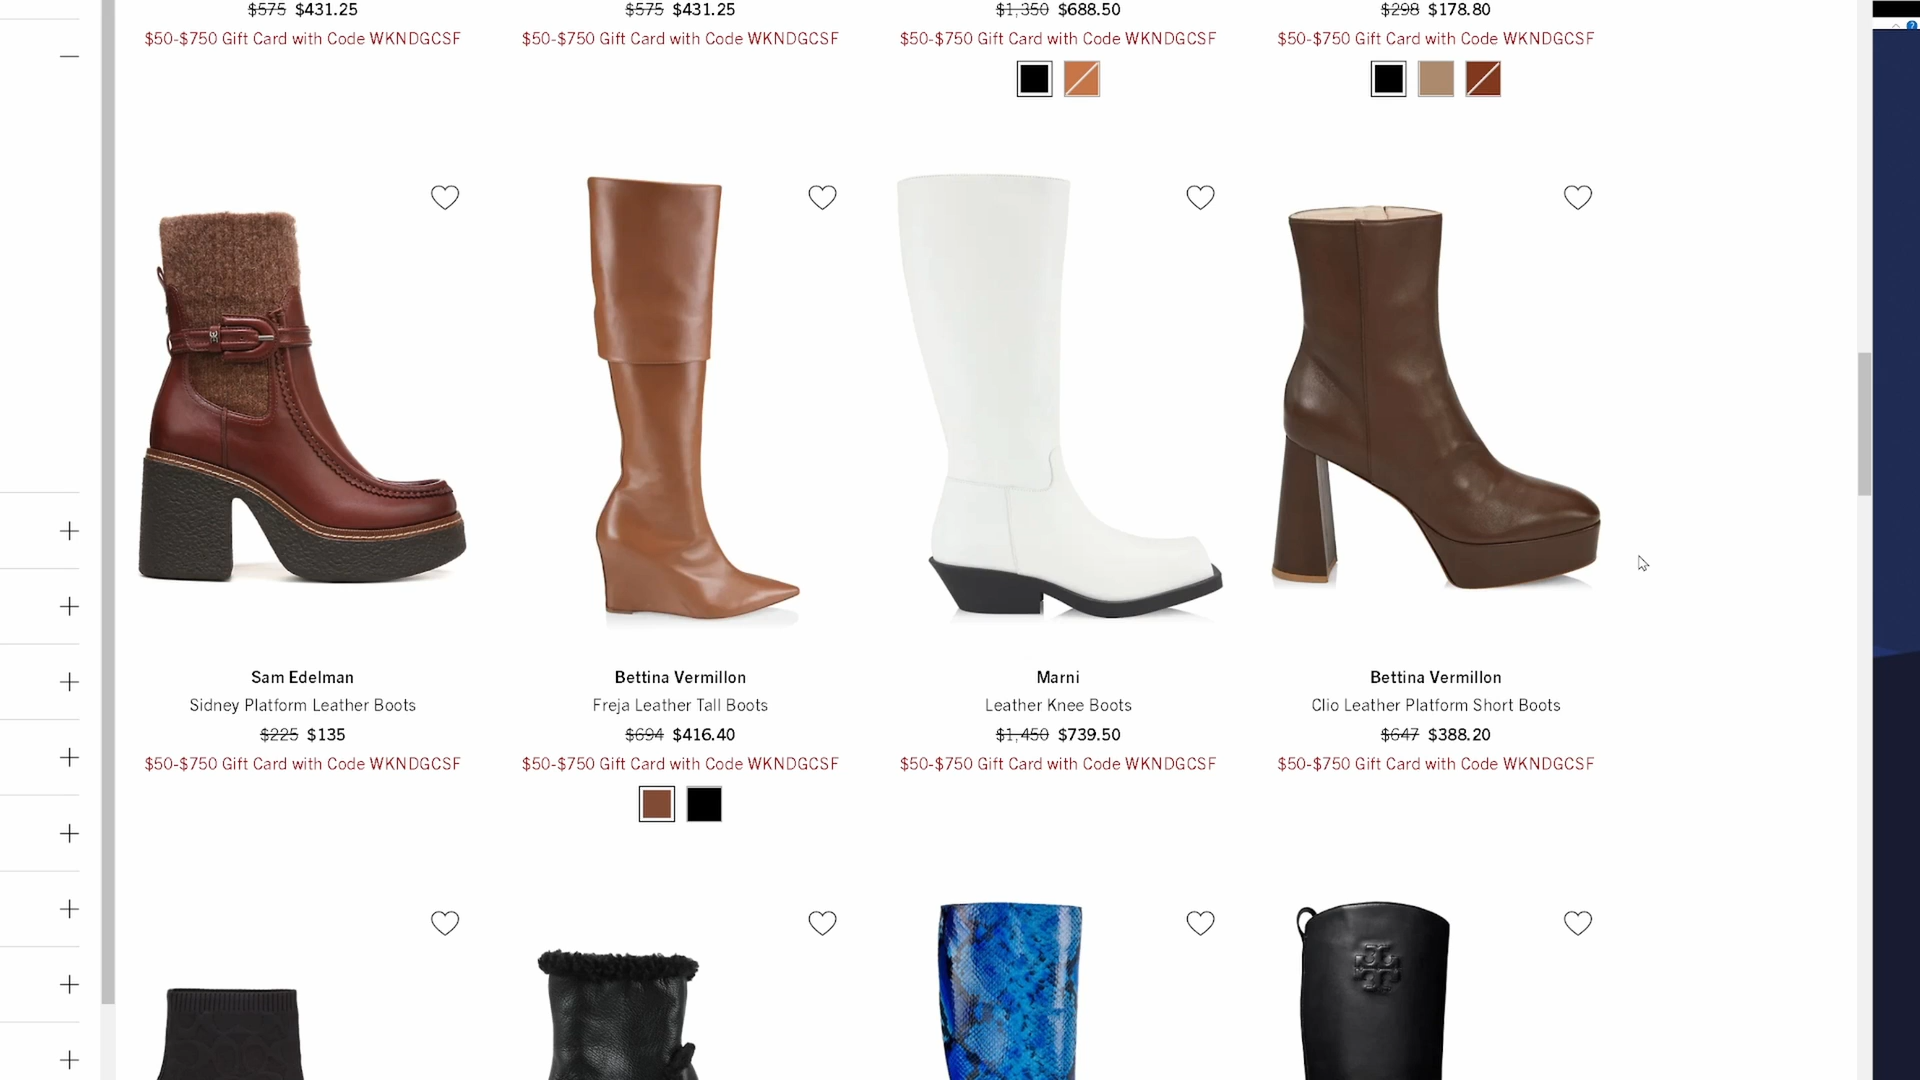 $575 $431.25
$50-$750 Gift Card with Code WKNDGCSF
$575 $431.25
$50-$750 Gift Card with Code WKNDGCSF
$1,350 $688.50
$50-$750 Gift Card with Code WKNDGCSF
$298 $178.80
$50-$750 Gift Card with Code WKNDGCSF
Sam Edelman
Sidney Platform Leather Boots
$225 $135
$50-$750 Gift Card with Code WKNDGCSF
Bettina Vermillon
Freja Leather Tall Boots
$694 $416.40
$50-$750 Gift Card with Code WKNDGCSF
Marni
Leather Knee Boots
$1,450 $739.50
$50-$750 Gift Card with Code WKNDGCSF
Bettina Vermillon
Clio Leather Platform Short Boots
$647 $388.20
$50-$750 Gift Card with Code WKNDGCSF